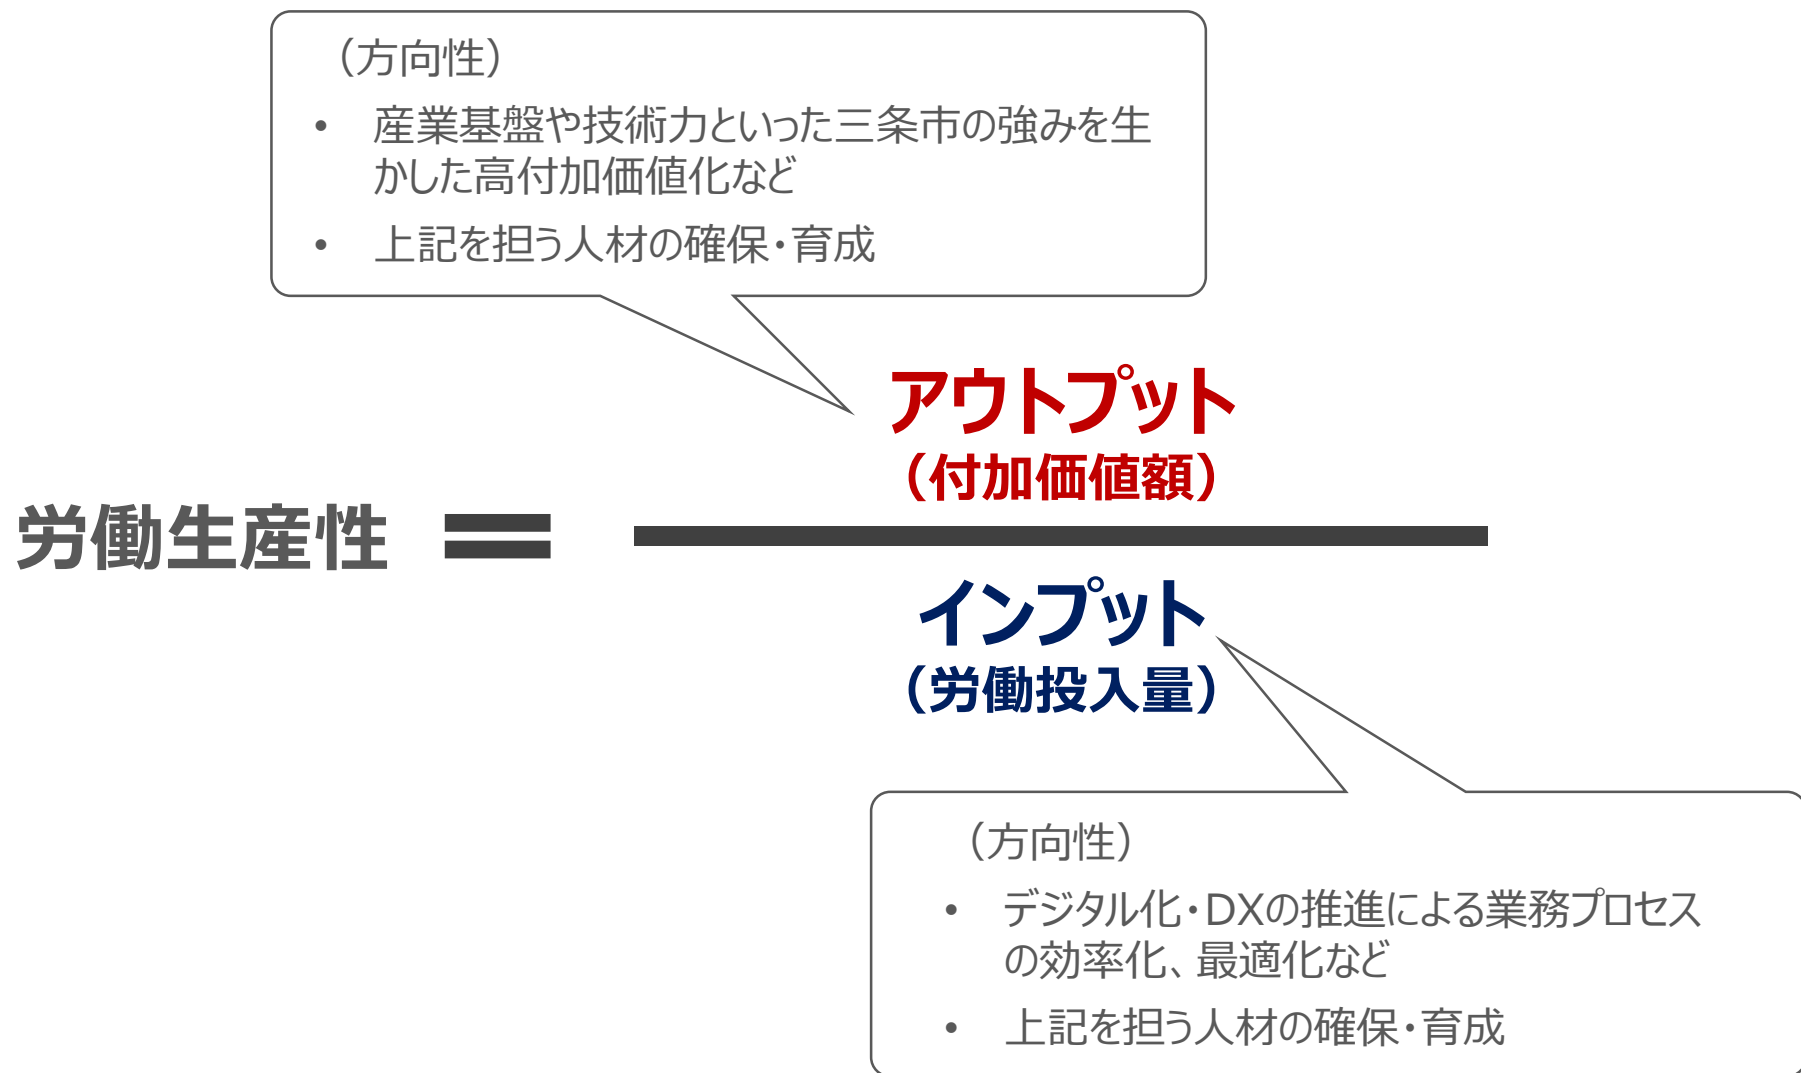 （方向性）
• 産業基盤や技術力といった三条市の強みを生
かした高付加価値化など
• 上記を担う人材の確保・育成
アウトプット
（付加価値額）
労働生産性 ＝
インプット
（労働投入量）
（方向性）
• デジタル化・DXの推進による業務プロセス
の効率化、最適化など
• 上記を担う人材の確保・育成